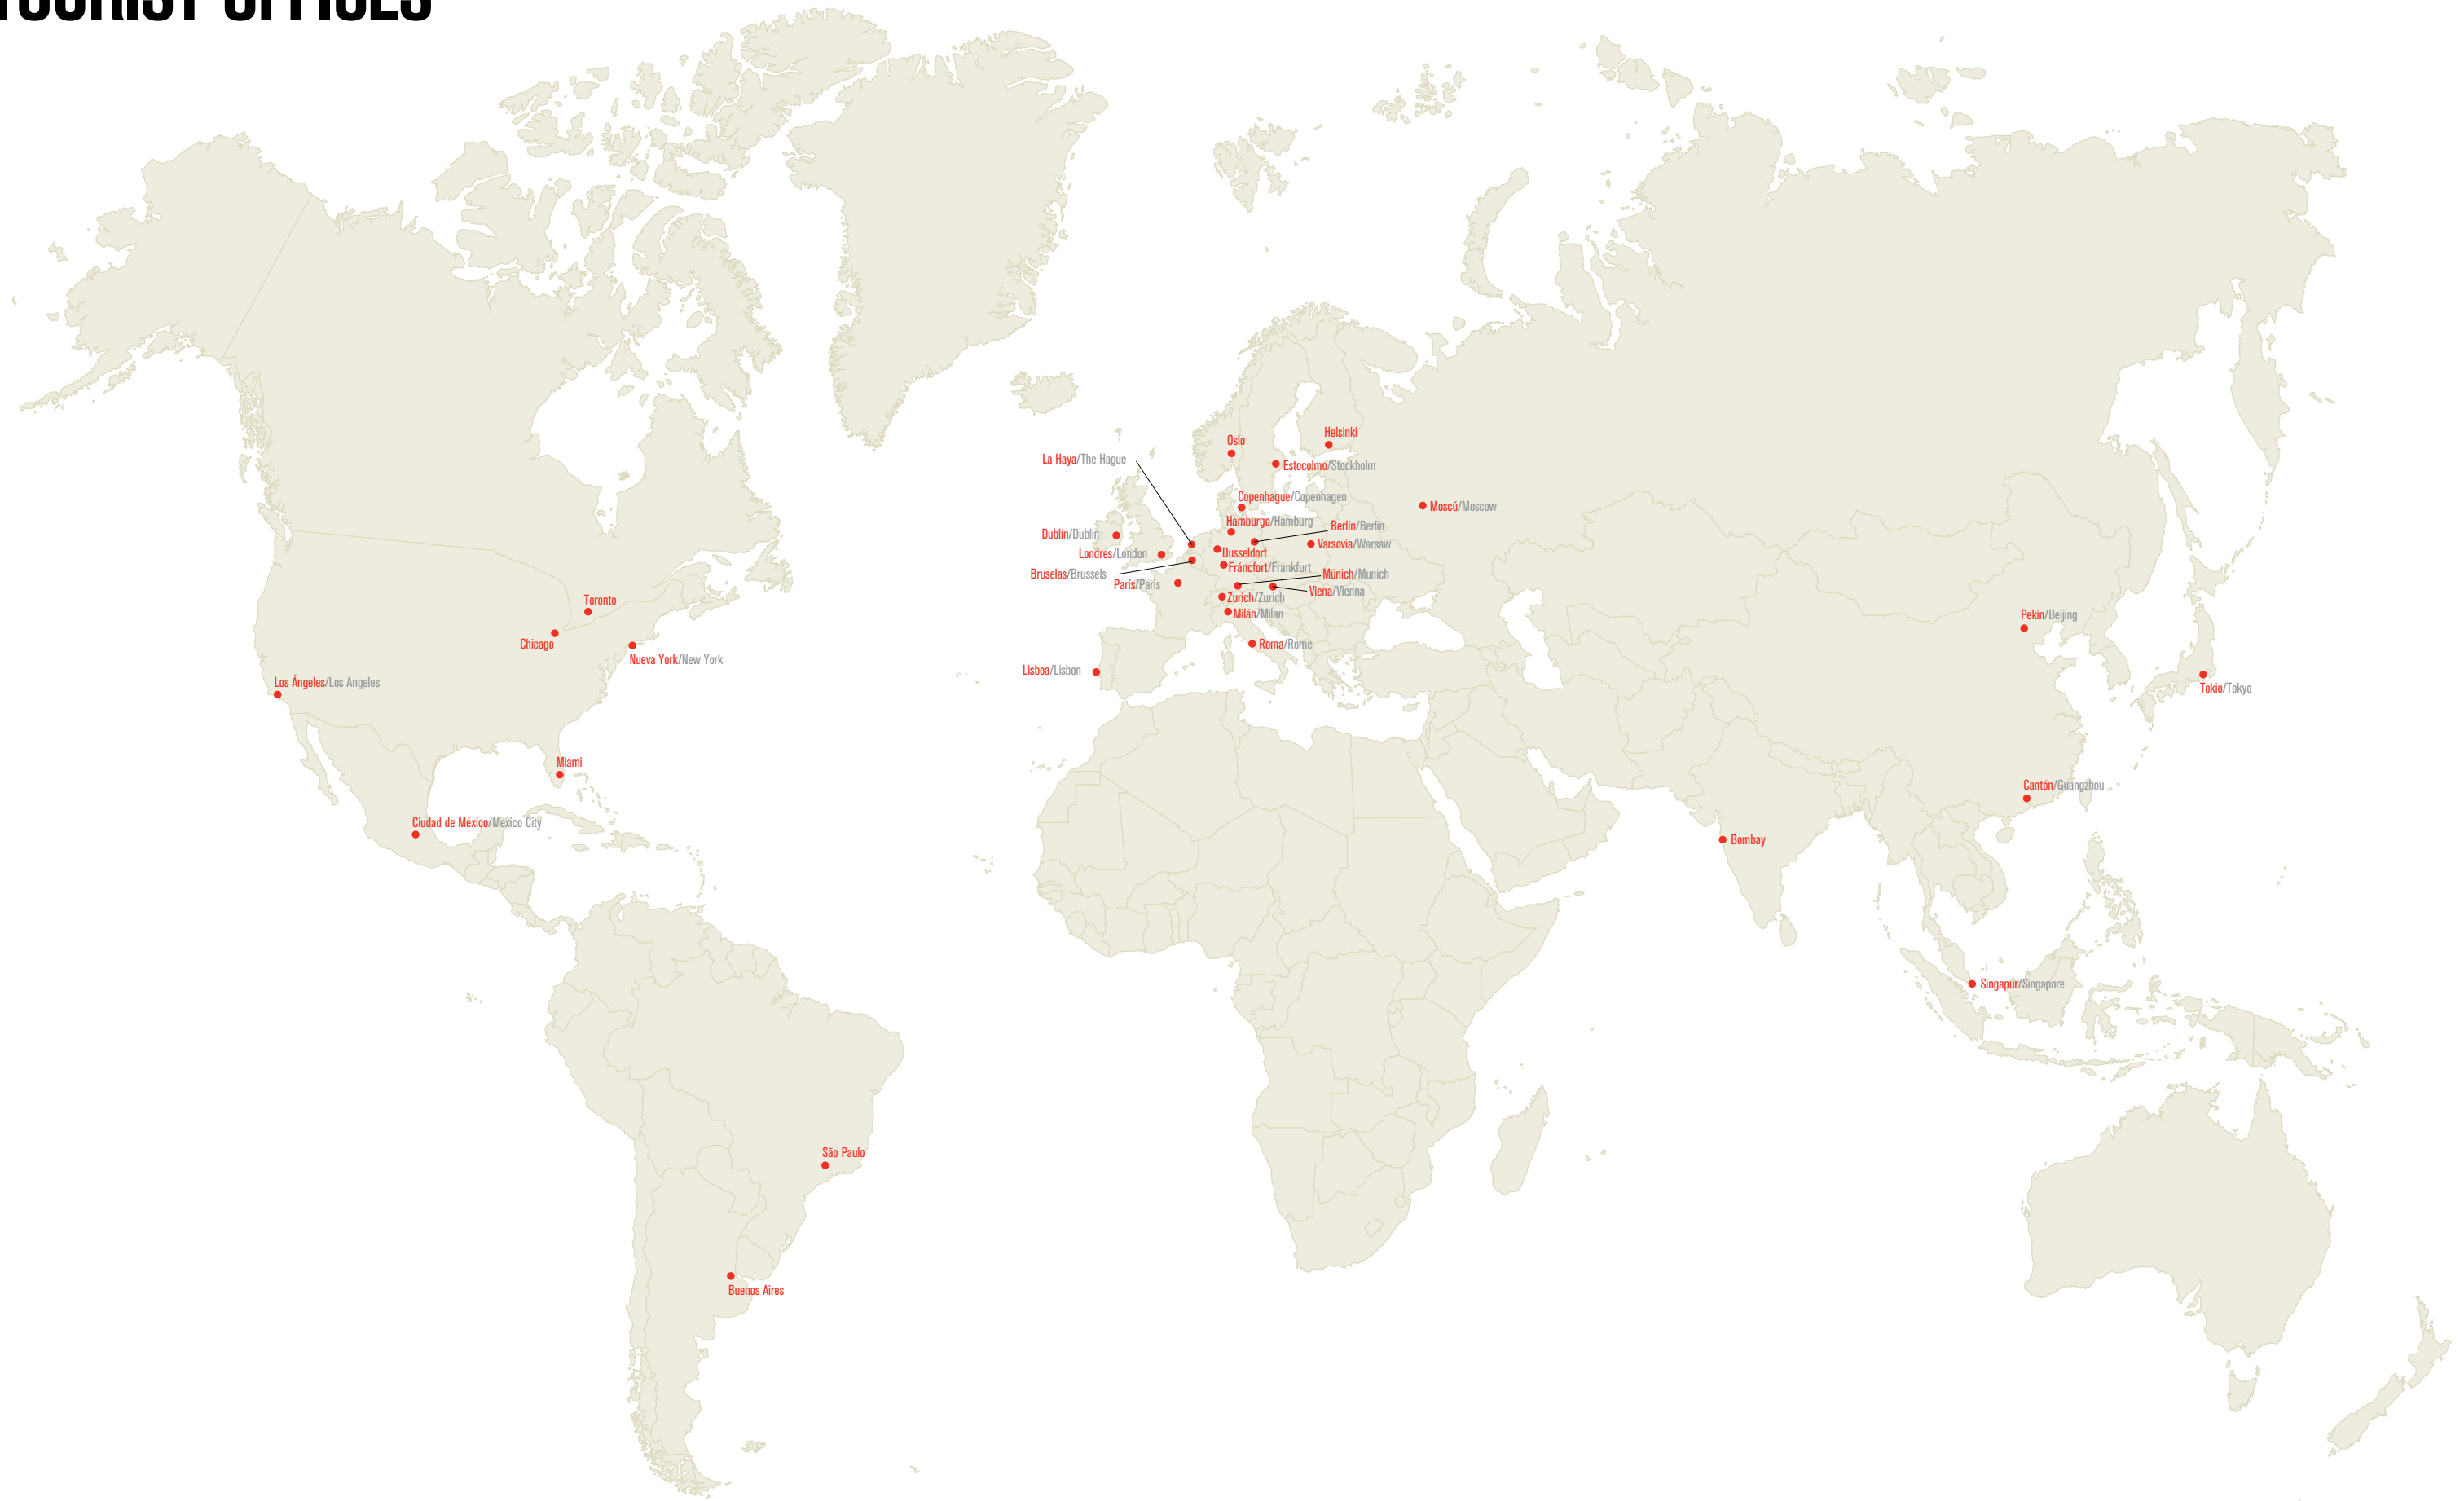 TOURIST OFFICES
Helsinki
Oslo
La Haya/The Hague
Estocolmo/Stockholm
Copenhague/Copenhagen
Moscú/Moscow
Hamburgo/Hamburg
Berlín/Berlin
Dublín/Dublin
Varsovia/Warsaw
Londres/London
Dusseldorf
Fráncfort/Frankfurt
Bruselas/Brussels
Múnich/Munich
París/Paris
Viena/Vienna
Zurich/Zurich
Toronto
Milán/Milan
Pekín/Beijing
Chicago
Roma/Rome
Nueva York/New York
Lisboa/Lisbon
Los Ángeles/Los Angeles
Tokio/Tokyo
Miami
Cantón/Guangzhou
Ciudad de México/Mexico City
Bombay
Singapur/Singapore
São Paulo
Buenos Aires